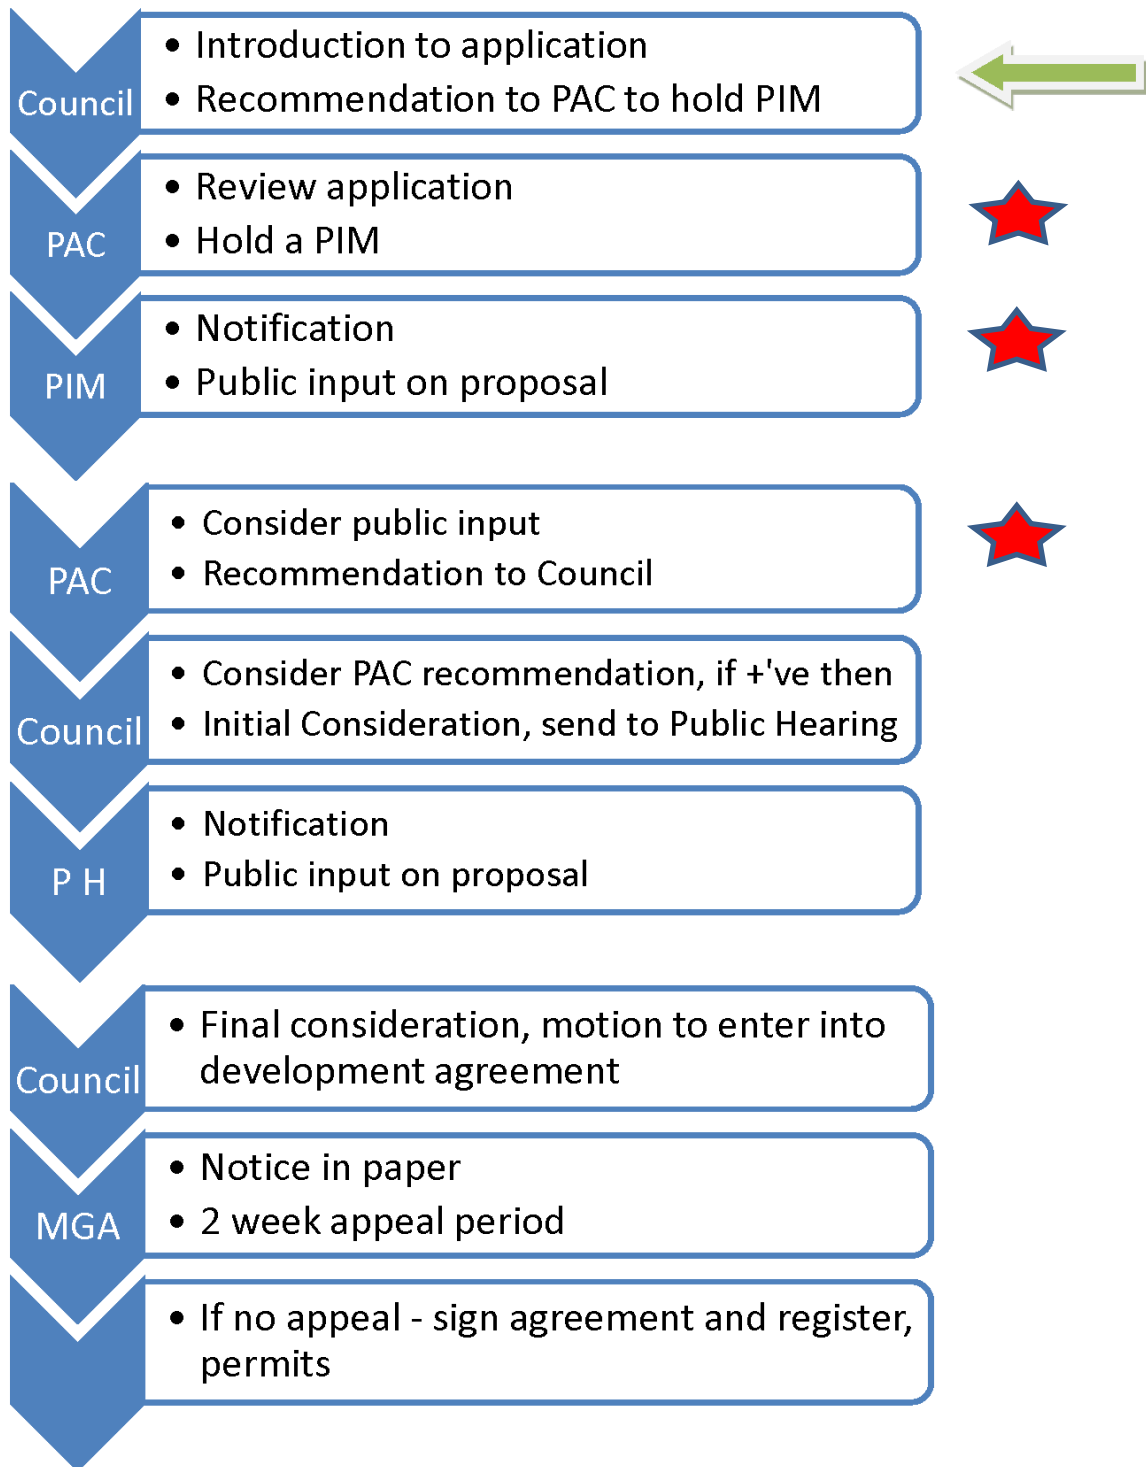 Council
• Introduction to application
• Recommendation to PAC to hold PIM
PAC
• Review application
• Hold a PIM
PIM
• Notification
• Public input on proposal
PAC
• Consider public input
• Recommendation to Council
Council
• Consider PAC recommendation, if +'ve then
• Initial Consideration, send to Public Hearing
P H
• Notification
• Public input on proposal
Council
• Final consideration, motion to enter into
development agreement
MGA
• Notice in paper
• 2 week appeal period
• If no appeal - sign agreement and register,
permits